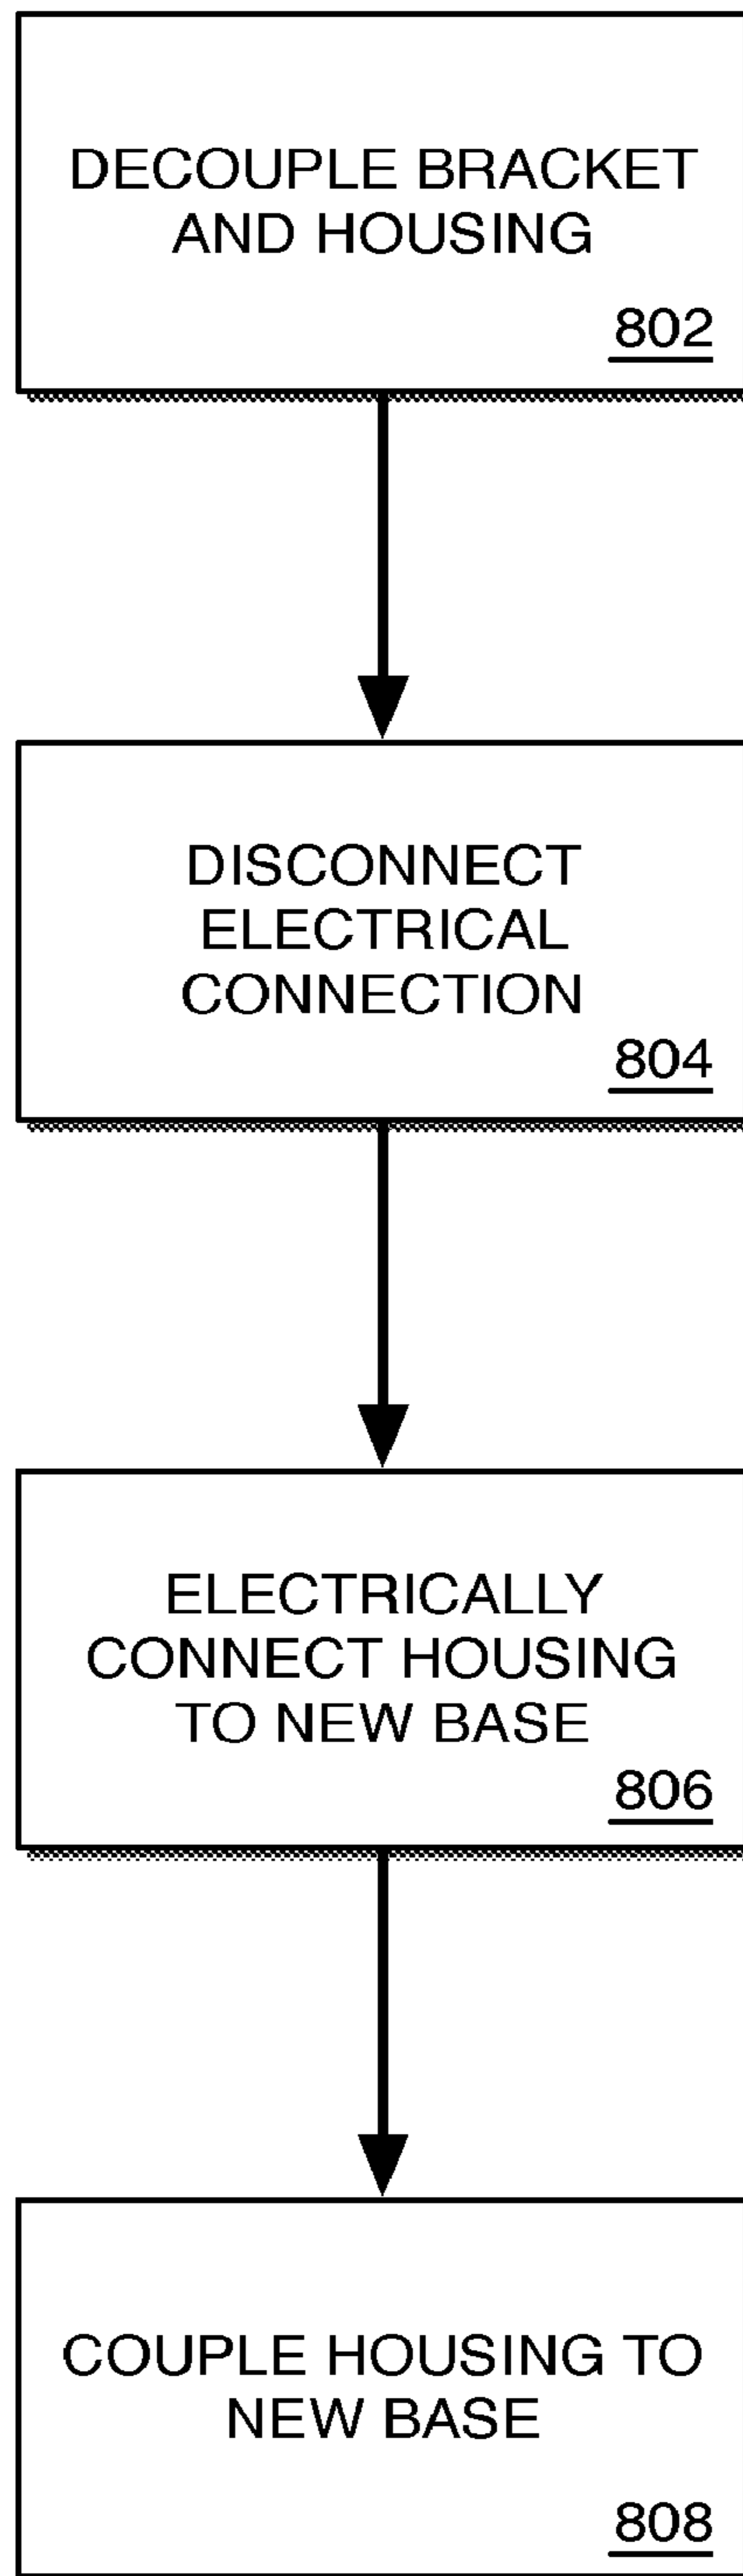 DECOUPLE BRACKET
AND HOUSING
802
DISCONNECT
ELECTRICAL
CONNECTION
804
ELECTRICALLY
CONNECT HOUSING
TO NEW BASE
806
COUPLE HOUSING TO
NEW BASE
808